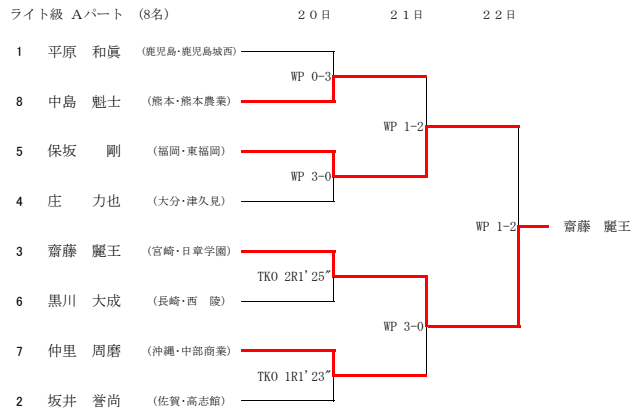 ライト級 Aパート (8名) 20日 21日 22日
1 平原 和眞 (鹿児島・鹿児島城西)
WP 0-3
8 中島 魁士 (熊本・熊本農業)
WP 1-2
5 保坂 剛 (福岡・東福岡)
WP 3-0
4 庄 力也 (大分・津久見)
WP 1-2 齋藤 麗王
3 齋藤 麗王 (宮崎・日章学園)
TKO 2R1'25"
6 黒川 大成 (長崎・西 陵)
WP 3-0
7 仲里 周磨 (沖縄・中部商業)
TKO 1R1'23"
2 坂井 誉尚 (佐賀・高志館)